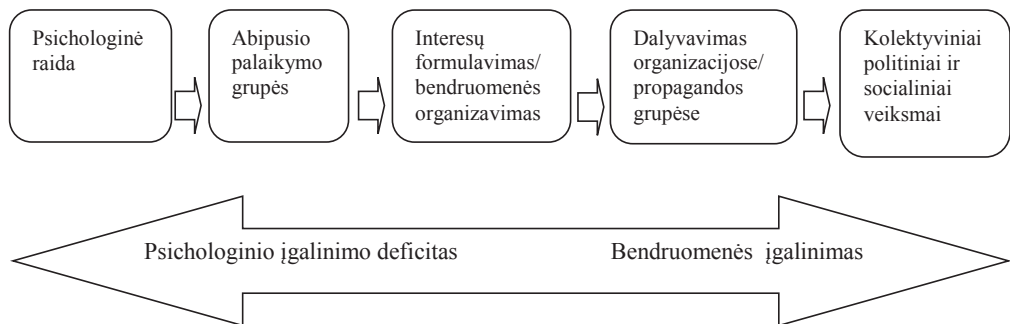 Psichologinė
raida
Abipusio
palaikymo
grupės
Interesų
formulavimas/
bendruomenės
organizavimas
Dalyvavimas
organizacijose/
propagandos
grupėse
Kolektyviniai
politiniai ir
socialiniai
veiksmai
Psichologinio įgalinimo deficitas
Bendruomenės įgalinimas